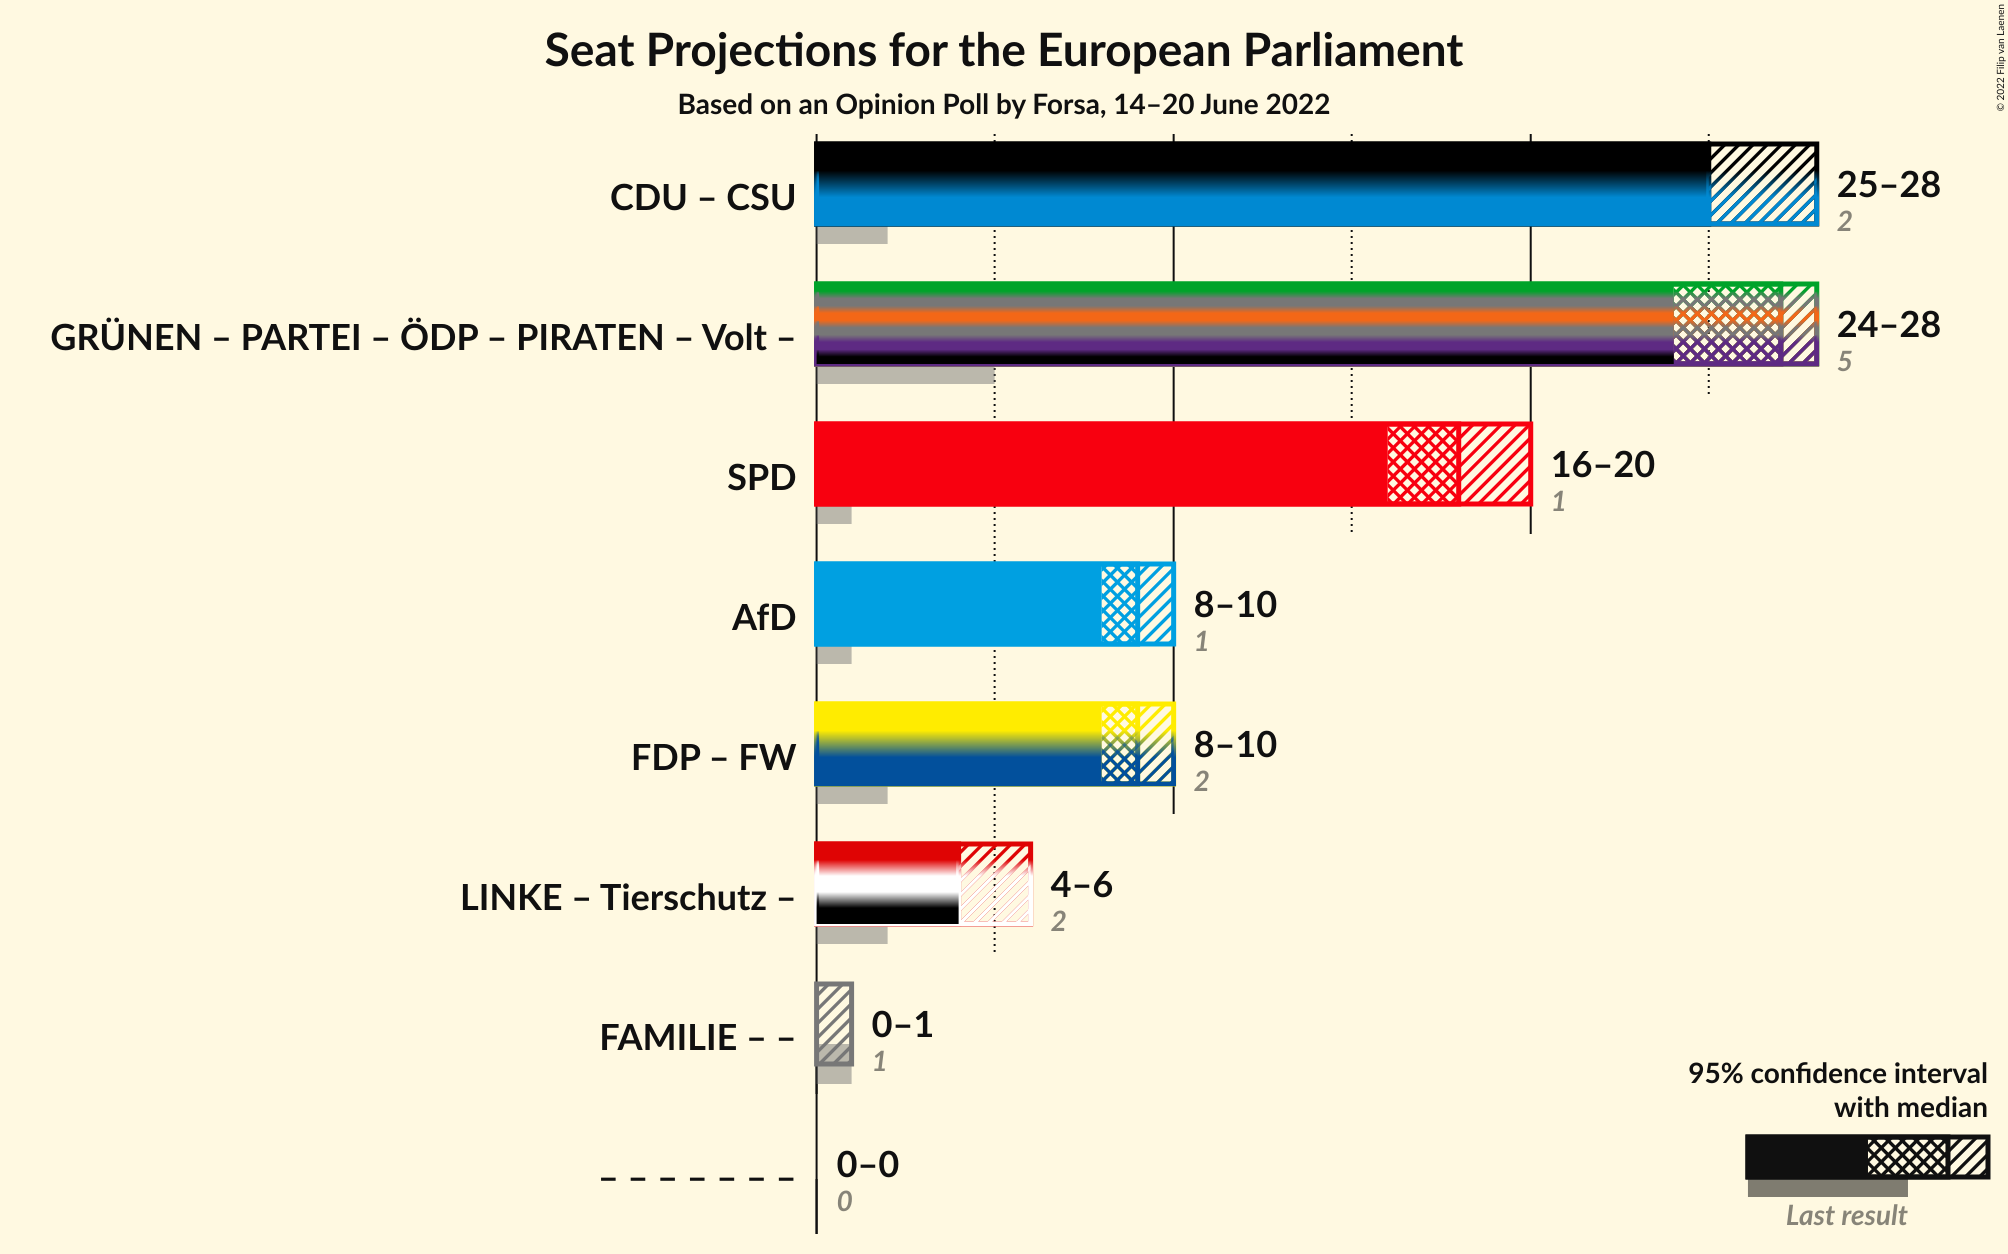 Seat Projections for the European Parliament
Based on an Opinion Poll by Forsa, 14–20 June 2022
© 2022 Filip van Laenen
CDU – CSU
25–28
2
GRÜNEN – PARTEI – ÖDP – PIRATEN – Volt –
24–28
5
SPD
16–20
1
AfD
8–10
1
FDP – FW
8–10
2
LINKE – Tierschutz –
4–6
2
FAMILIE – –
0–1
1
– – – – – – –
0–0
0
95% confidence interval
with median
Last result